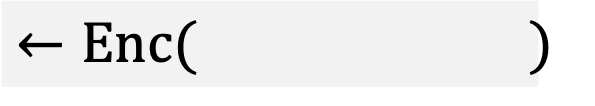 ← Enc( )